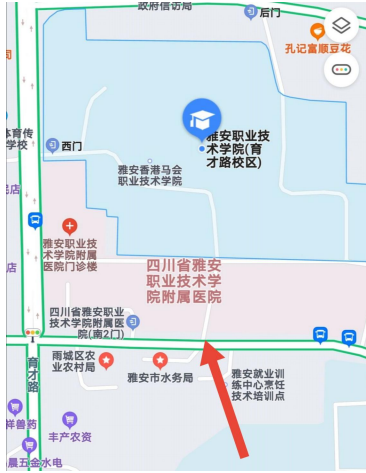 政府信访局
后门
孔记富顺豆花
司
体育传
学校
西门
雅安职业技
术学院(育
才路校区)
雅安香港马会
职业技术学院
店
雅安职业技
术学院附属
医院门诊楼
店
四川省雅安
职业技术学
院附属医院
四川省雅安职业
技术学院附属医
院(南2门)
育才路
雨城区农
业农村局
雅安市水务局
雅安就业训
练中心烹饪
技术培训点
祥兽药
丰产农资
晨五金水电